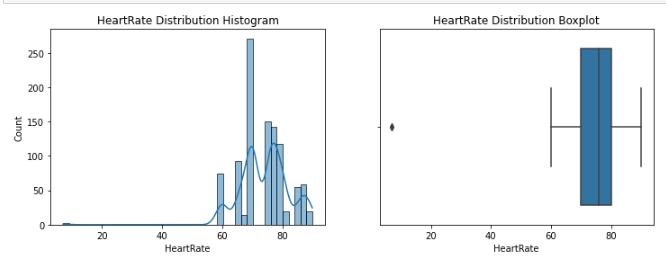 HeartRate Distribution Histogram
250
200
150
100
50
0
Count
20 40 60 80
HeartRate
HeartRate Distribution Boxplot
20 40 60 80
HeartRate